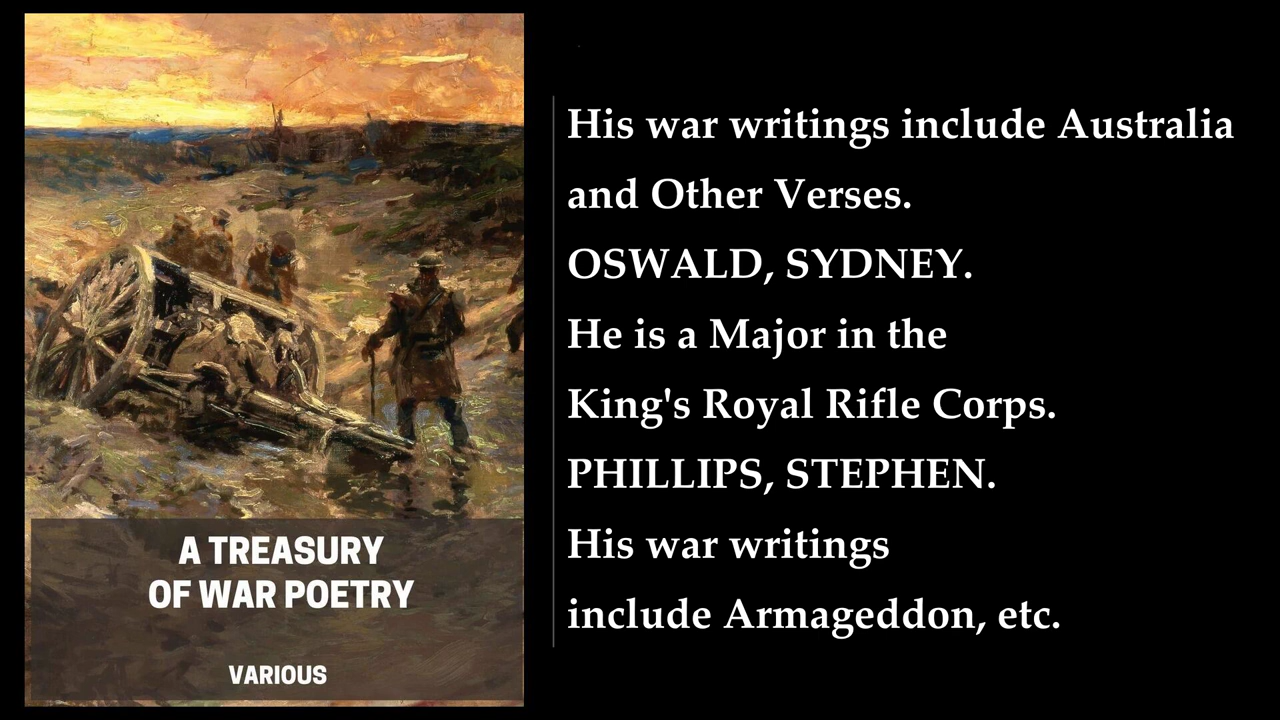 A TREASURY
OF WAR POETRY
VARIOUS
His war writings include Australia
and Other Verses.
OSWALD, SYDNEY.
He is a Major in the
King's Royal Rifle Corps.
PHILLIPS, STEPHEN.
His war writings
include Armageddon, etc.